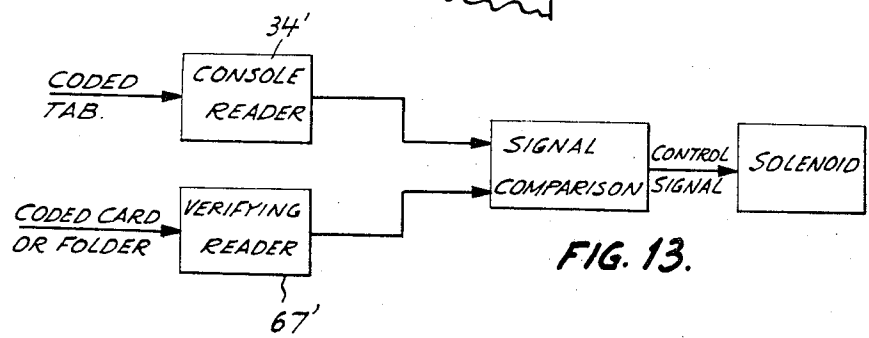 34'
CODED
TAB.
CONSOLE
READER
CODED CARD
OR FOLDER
VERIFYING
READER
67'
SIGNAL
COMPARISON
CONTROL
SIGNAL
SOLENOID
FIG. 13.